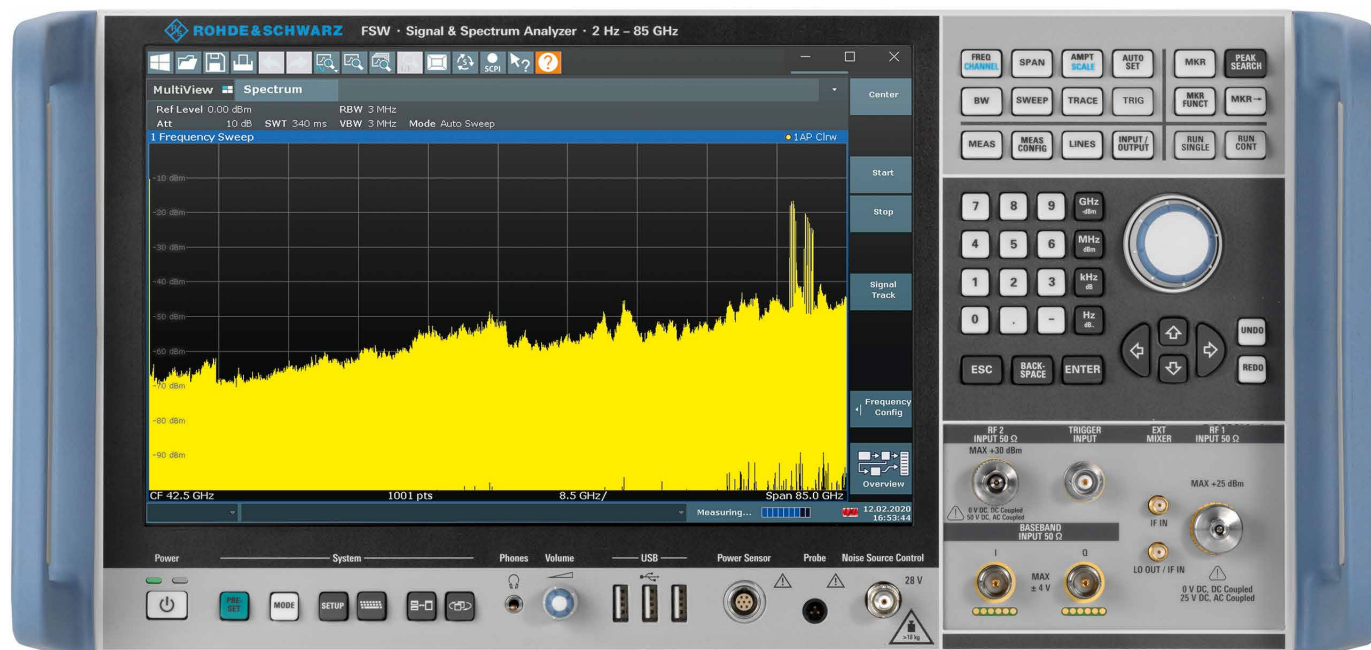 ROHDE&SCHWARZ FSW · Signal & Spectrum Analyzer · 2 Hz – 85 GHz
SCPI
MultiView Spectrum
Ref Level 0.00 dBm RBW 3 MHz
Att 10 dB SWT 340 ms VBW 3 MHz Mode Auto Sweep
1 Frequency Sweep 1AP Clrw
-10 dBm
-20 dBm
-30 dBm
-40 dBm
-50 dBm
-60 dBm
-70 dBm
-80 dBm
-90 dBm
CF 42.5 GHz 1001 pts 8.5 GHz/ Span 85.0 GHz
Measuring... 12.02.2020
16:53:44
Center
Start
Stop
Signal
Track
Frequency
Config
Overview
Power System Phones Volume USB Power Sensor Probe Noise Source Control
PRE-
SET
MODE
SETUP
28 V
>18 kg
FREQ
CHANNEL
SPAN
AMPT
SCALE
AUTO
SET
MKR
PEAK
SEARCH
BW
SWEEP
TRACE
TRIG
MKR
FUNCT
MKR→
MEAS
MEAS
CONFIG
LINES
INPUT /
OUTPUT
RUN
SINGLE
RUN
CONT
7 8 9 GHz
-dBm
4 5 6 MHz
dBm
1 2 3 kHz
dB
0 . - Hz
dB..
ESC
BACK-
SPACE
ENTER
UNDO
REDO
RF 2
INPUT 50 Ω
MAX +30 dBm
0 V DC, DC Coupled
50 V DC, AC Coupled
TRIGGER
INPUT
EXT
MIXER
IF IN
LO OUT / IF IN
RF 1
INPUT 50 Ω
MAX +25 dBm
0 V DC, DC Coupled
25 V DC, AC Coupled
BASEBAND
INPUT 50 Ω
I
Q
MAX
± 4 V